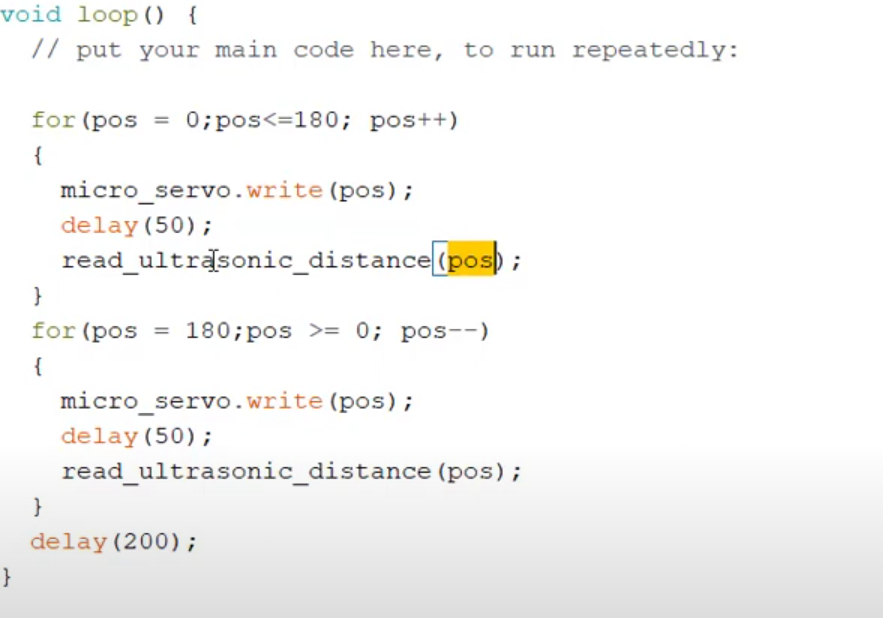 void loop() {
// put your main code here, to run repeatedly:
for(pos = 0;pos<=180; pos++)
{
micro_servo.write(pos);
delay(50);
read_ultrasonic_distance(pos);
}
for(pos = 180;pos >= 0; pos--)
{
micro_servo.write(pos);
delay(50);
read_ultrasonic_distance(pos);
}
delay(200);
}